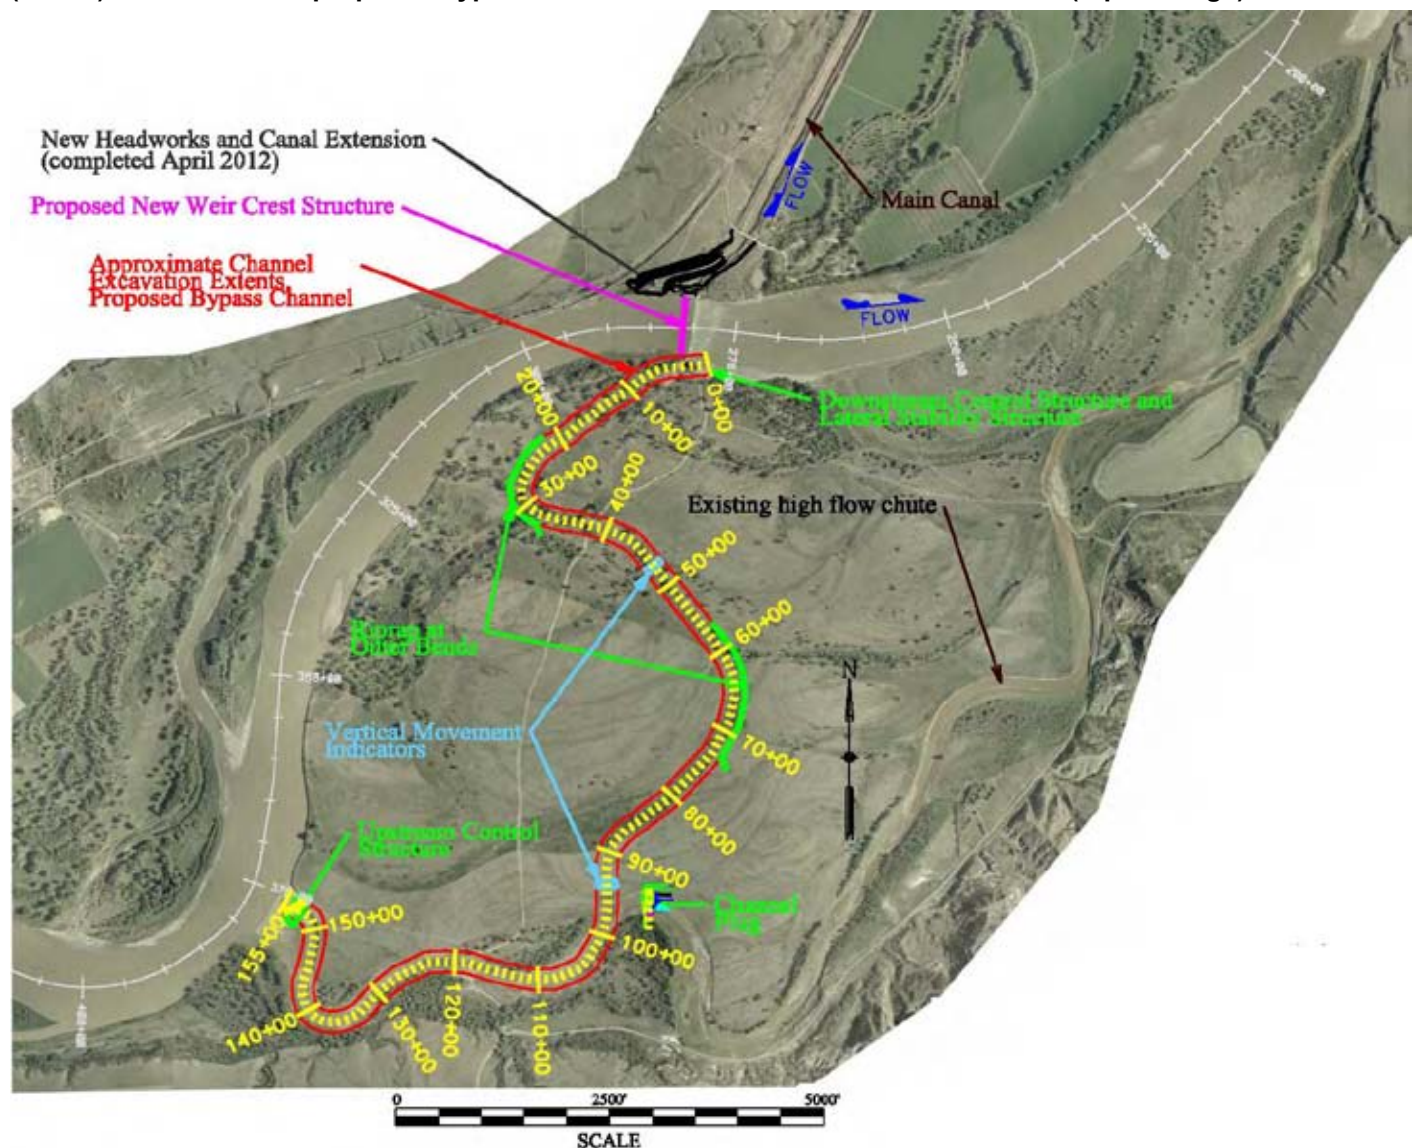 New Headworks and Canal Extension
(completed April 2012)
Proposed New Weir Crest Structure
Approximate Channel
Excavation Extents,
Proposed Bypass Channel
Main Canal
FLOW
FLOW
Downstream Control Structure and
Lateral Stability Structure
Existing high flow chute
0+00
10+00
20+00
30+00
40+00
50+00
60+00
70+00
80+00
90+00
100+00
110+00
120+00
130+00
140+00
150+00
155+00
Riprap at
Outer Bends
Vertical Movement
Indicators
Upstream Control
Structure
Channel
Plug
N
0 2500' 5000'
SCALE